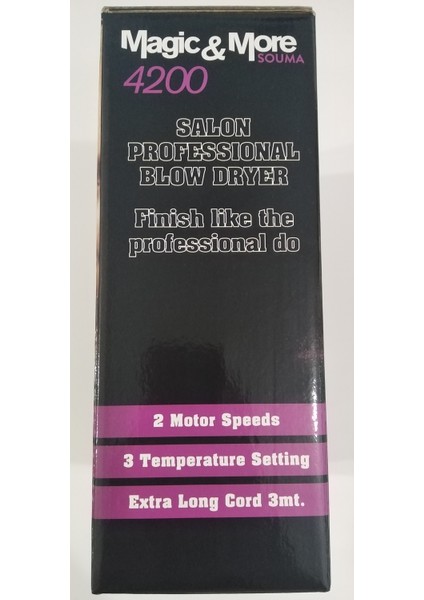 Magic & More
SOUMA
4200
SALON
PROFESSIONAL
BLOW DRYER
Finish like the
professional do
2 Motor Speeds
3 Temperature Setting
Extra Long Cord 3mt.